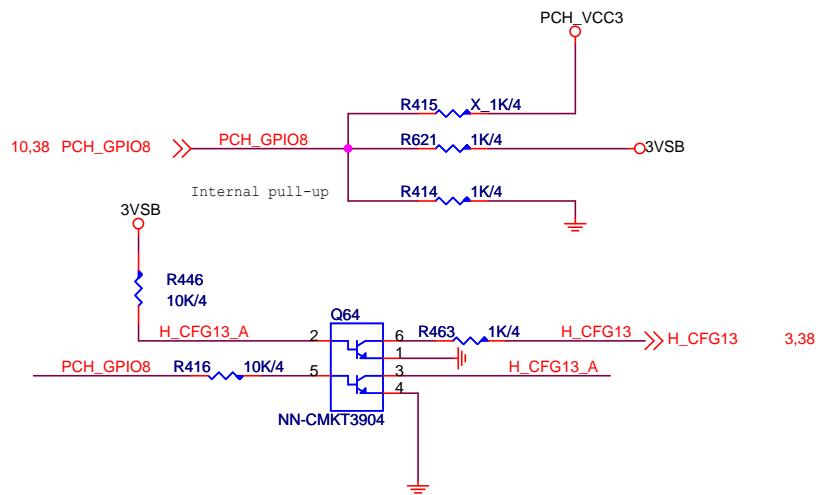 PCH_VCC3
R415 X_1K/4
10,38 PCH_GPIO8 PCH_GPIO8 R621 1K/4 3VSB
Internal pull-up R414 1K/4
3VSB
R446
10K/4
Q64
H_CFG13_A 2 6 R463 1K/4 H_CFG13 H_CFG13 3,38
1
PCH_GPIO8 R416 10K/4 5 3 H_CFG13_A
4
NN-CMKT3904